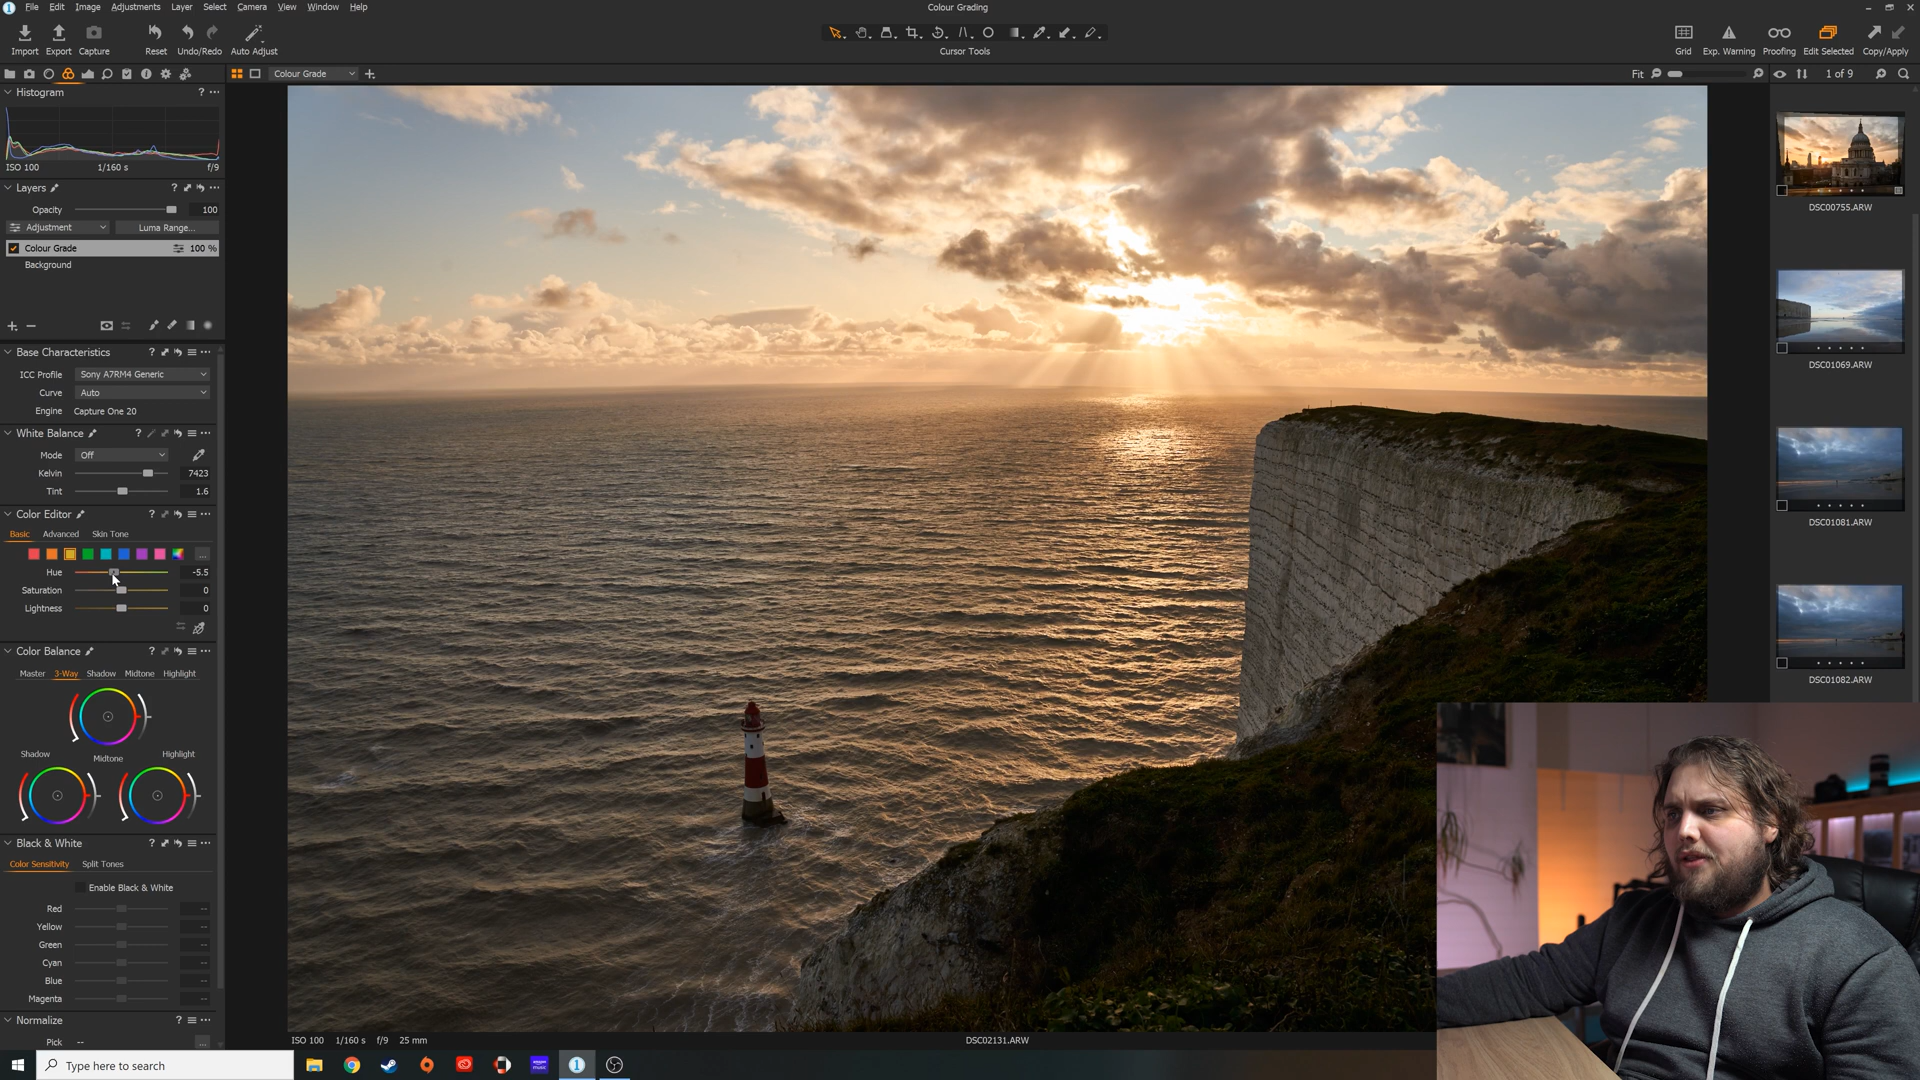 File Edit Image Adjustments Layer Select Camera View Window Help
Colour Grading
Import Export Capture Reset Undo/Redo Auto Adjust
Cursor Tools
Grid Exp. Warning Proofing Edit Selected Copy/Apply
Colour Grade
Fit
1 of 9
Histogram
ISO 100 1/160 s f/9
Layers
Opacity 100
Adjustment Luma Range...
Colour Grade 100 %
Background
Base Characteristics
ICC Profile Sony A7RM4 Generic
Curve Auto
Engine Capture One 20
White Balance
Mode Off
Kelvin 7423
Tint 1.6
Color Editor
Basic Advanced Skin Tone
Hue -5.5
Saturation 0
Lightness 0
Color Balance
Master 3-Way Shadow Midtone Highlight
Shadow Midtone Highlight
Black & White
Color Sensitivity Split Tones
Enable Black & White
Red --
Yellow --
Green --
Cyan --
Blue --
Magenta --
Normalize
Pick --
ISO 100 1/160 s f/9 25 mm
DSC02131.ARW
DSC00755.ARW
DSC01069.ARW
DSC01081.ARW
DSC01082.ARW
Type here to search